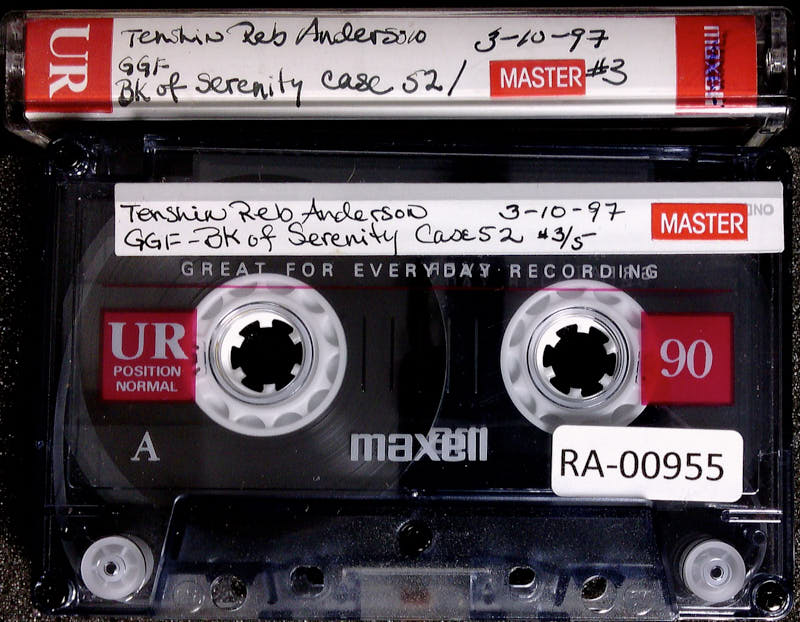 UR
Tenshin Reb Anderson 3-10-97
GGF
BK of Serenity Case 52 / MASTER #3
maxell
Tenshin Reb Anderson 3-10-97
GGF-BK of Serenity Case 52 #3/5
MASTER
GREAT FOR EVERYDAY RECORDING
UR
POSITION
NORMAL
90
A
maxell
RA-00955